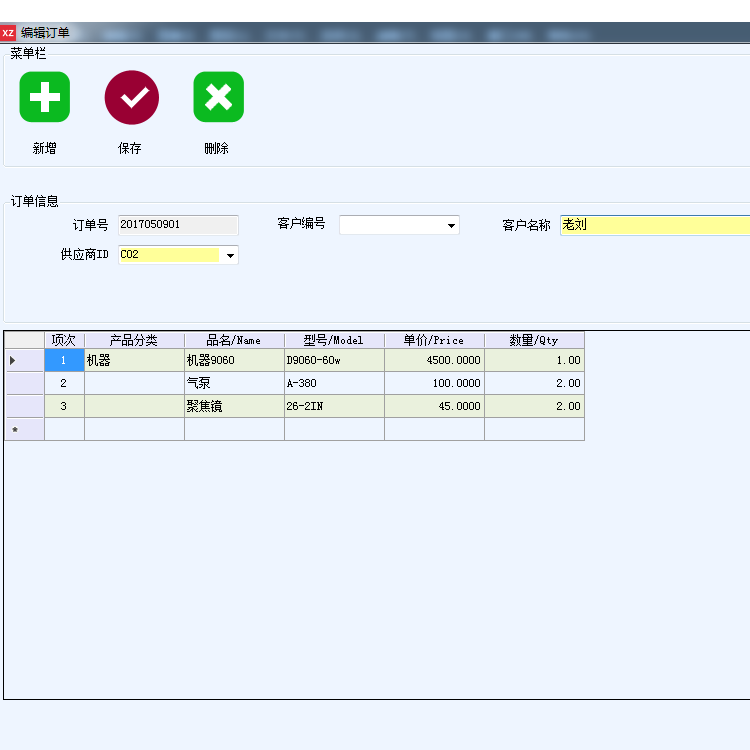 XZ 编辑订单
菜单栏
新增 保存 删除
订单信息
订单号 2017050901 客户编号 客户名称 老刘
供应商ID CO2
项次 产品分类 品名/Name 型号/Model 单价/Price 数量/Qty
1 机器 机器9060 D9060-60w 4500.0000 1.00
2 气泵 A-380 100.0000 2.00
3 聚焦镜 26-2IN 45.0000 2.00
*